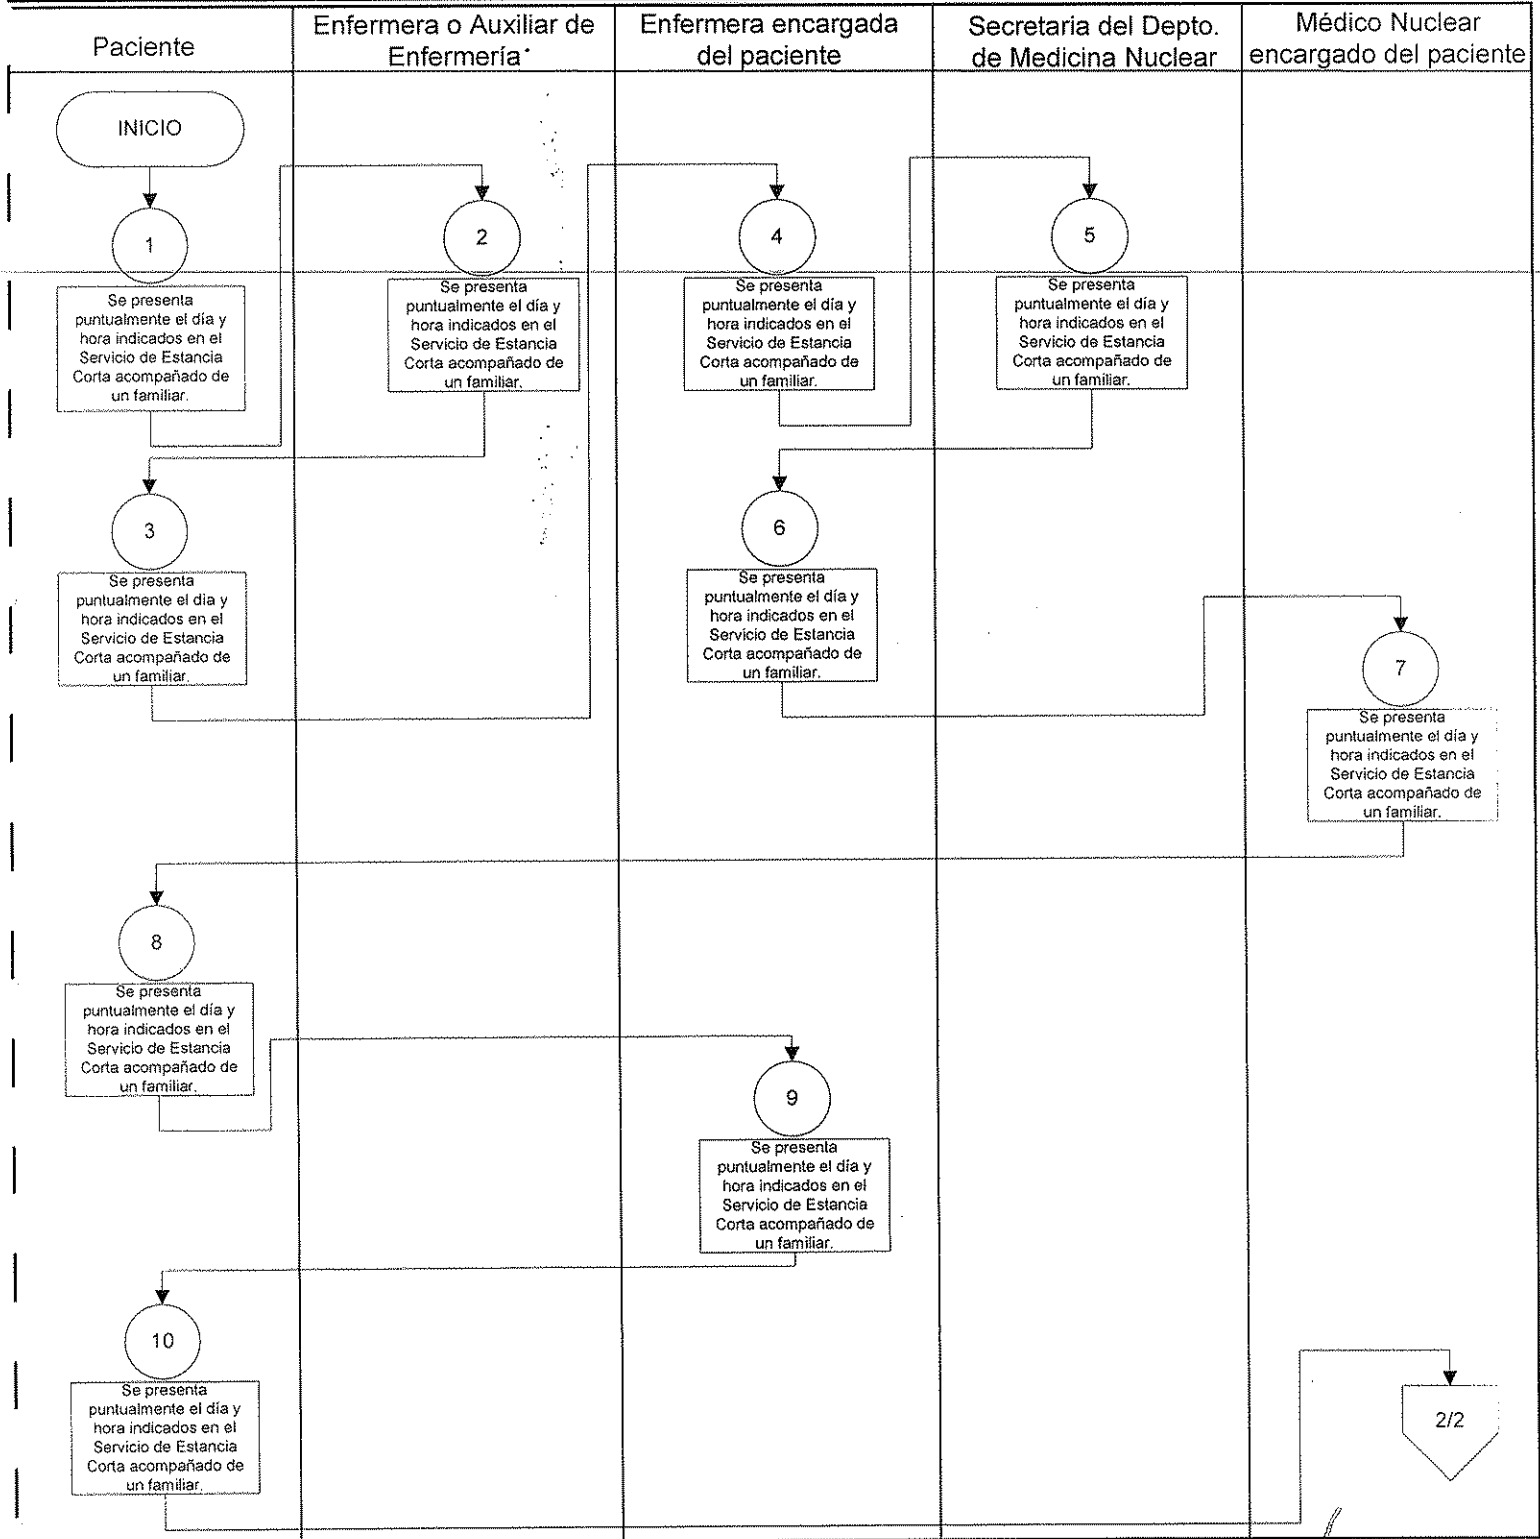 Paciente
Enfermera o Auxiliar de
Enfermería
Enfermera encargada
del paciente
Secretaria del Depto.
de Medicina Nuclear
Médico Nuclear
encargado del paciente
INICIO
1
Se presenta
puntualmente el día y
hora indicados en el
Servicio de Estancia
Corta acompañado de
un familiar.
2
Se presenta
puntualmente el día y
hora indicados en el
Servicio de Estancia
Corta acompañado de
un familiar.
3
Se presenta
puntualmente el día y
hora indicados en el
Servicio de Estancia
Corta acompañado de
un familiar.
4
Se presenta
puntualmente el día y
hora indicados en el
Servicio de Estancia
Corta acompañado de
un familiar.
5
Se presenta
puntualmente el día y
hora indicados en el
Servicio de Estancia
Corta acompañado de
un familiar.
6
Se presenta
puntualmente el día y
hora indicados en el
Servicio de Estancia
Corta acompañado de
un familiar.
7
Se presenta
puntualmente el día y
hora indicados en el
Servicio de Estancia
Corta acompañado de
un familiar.
8
Se presenta
puntualmente el día y
hora indicados en el
Servicio de Estancia
Corta acompañado de
un familiar.
9
Se presenta
puntualmente el día y
hora indicados en el
Servicio de Estancia
Corta acompañado de
un familiar.
10
Se presenta
puntualmente el día y
hora indicados en el
Servicio de Estancia
Corta acompañado de
un familiar.
2/2